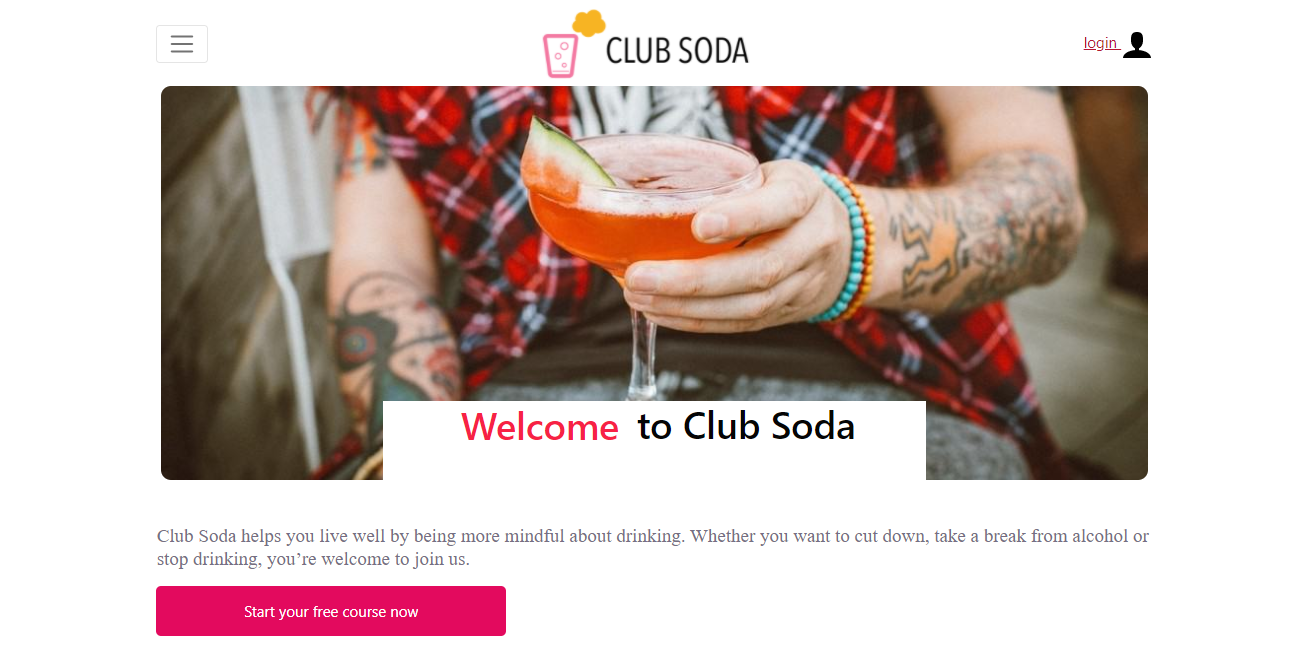 CLUB SODA
login
Welcome to Club Soda
Club Soda helps you live well by being more mindful about drinking. Whether you want to cut down, take a break from alcohol or
stop drinking, you’re welcome to join us.
Start your free course now